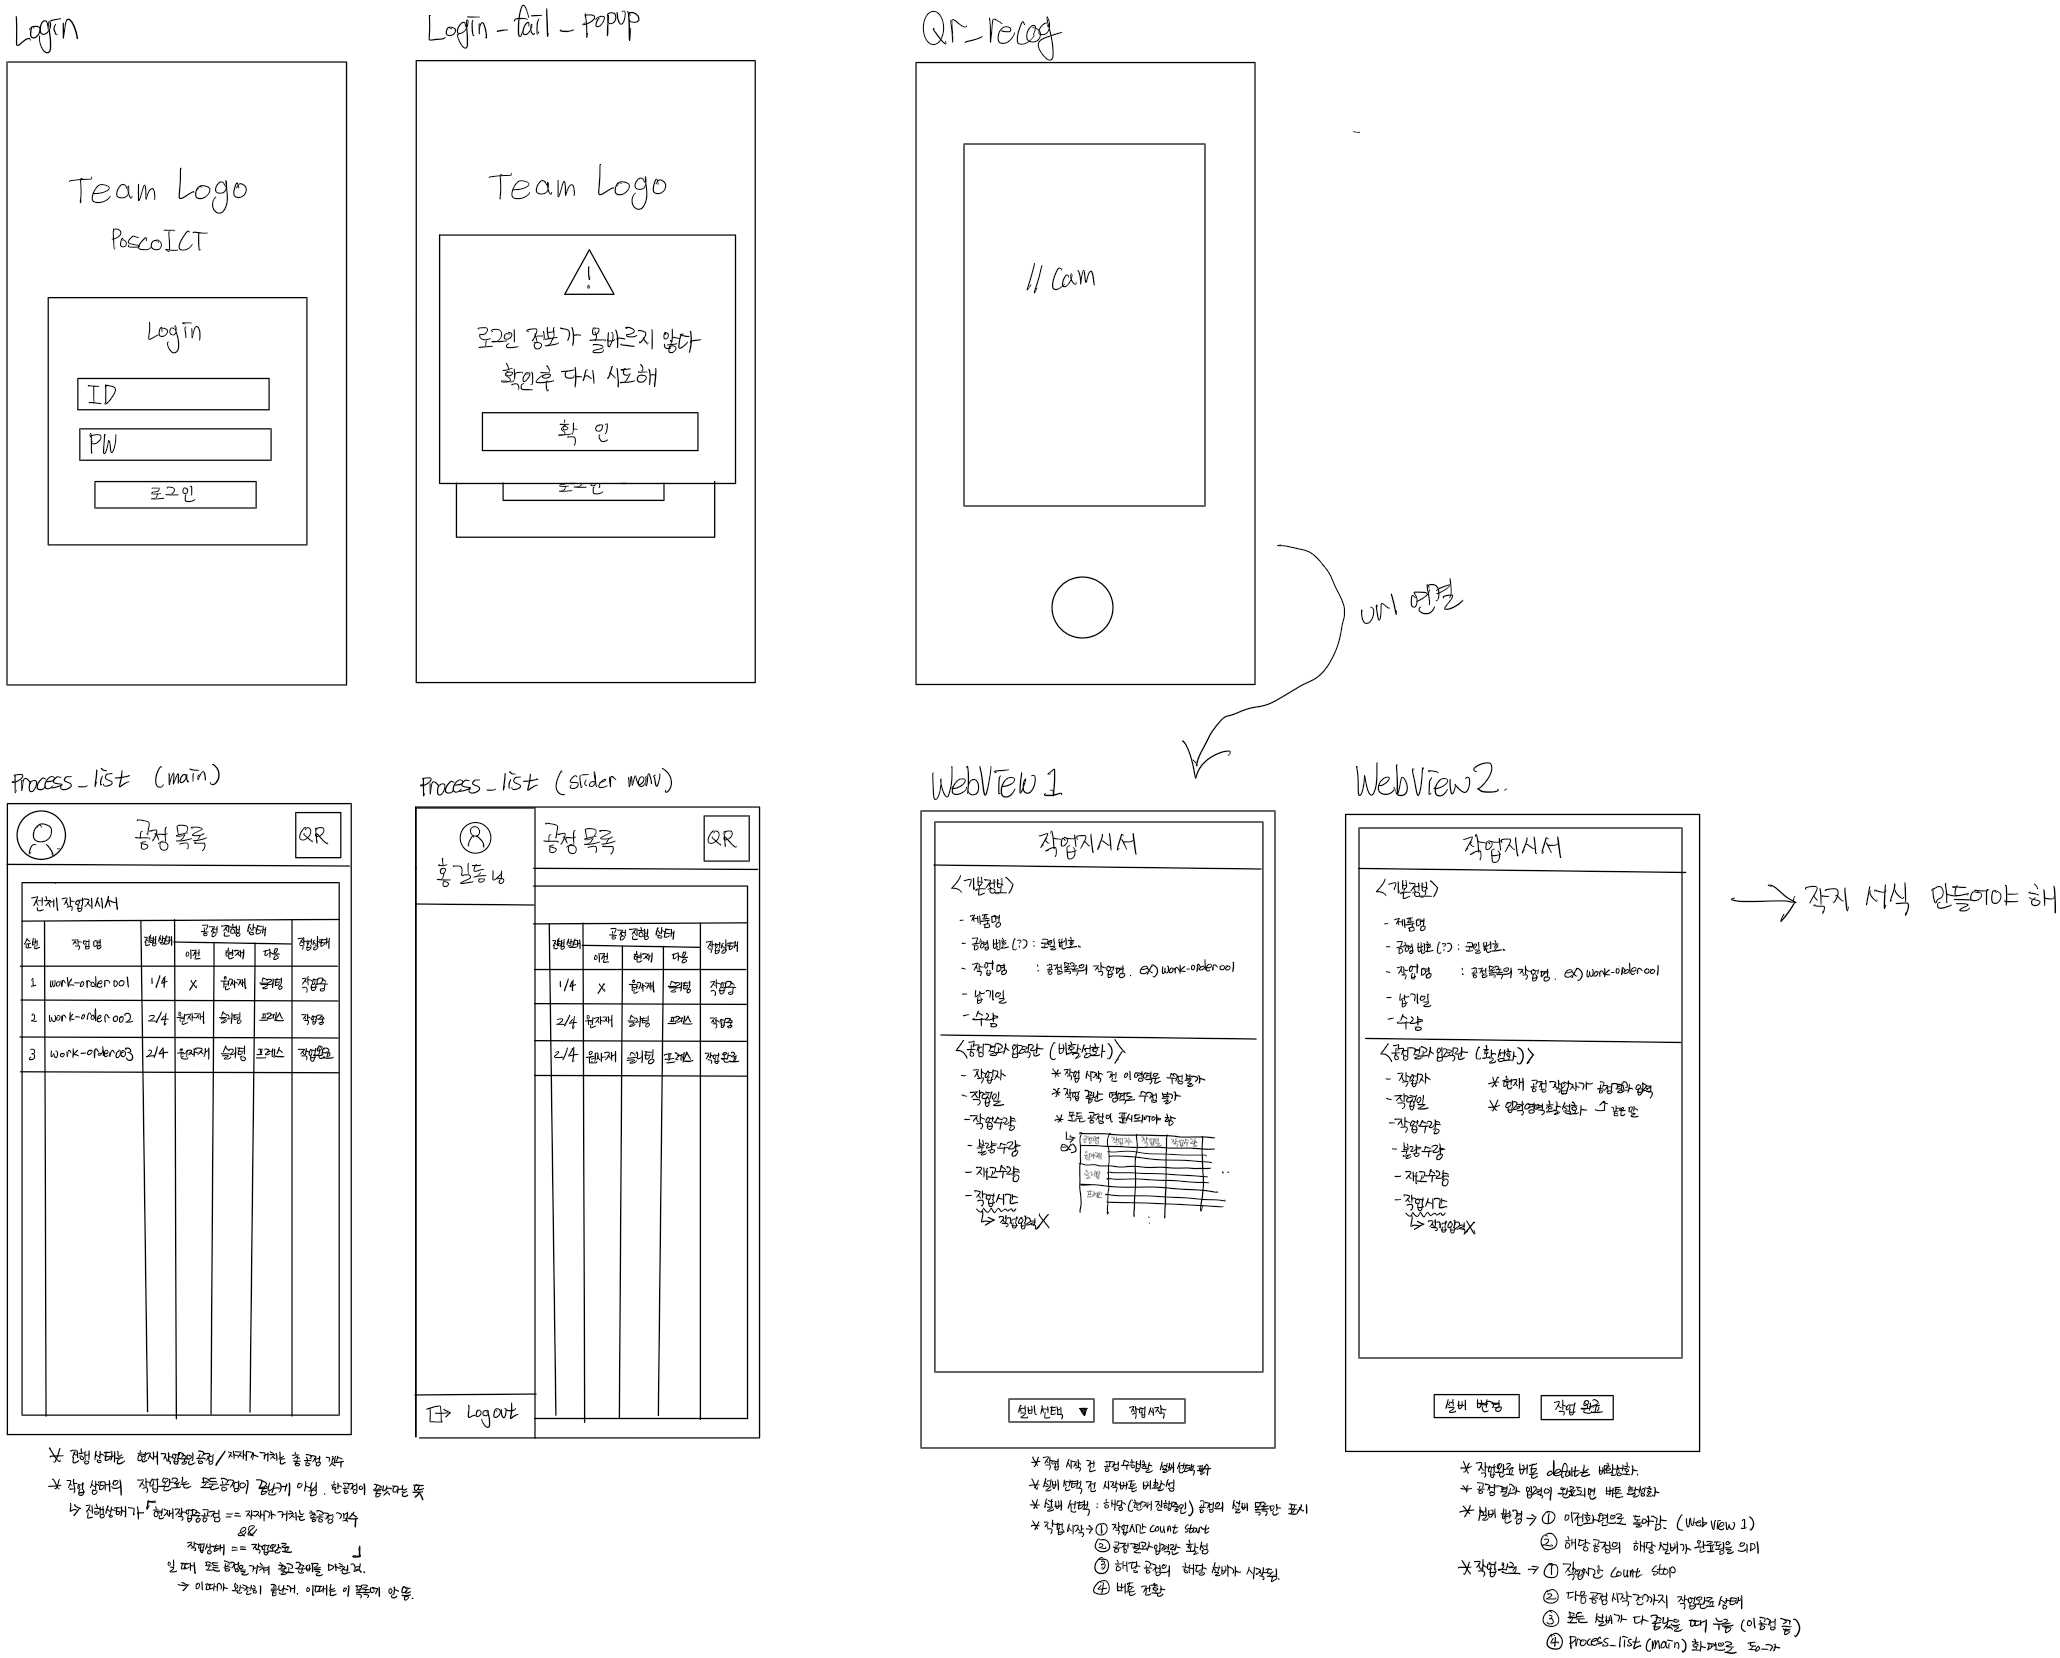 Login
Team Logo
PoscoICT
Login
ID
PW
로그인
Login_fail_popup
Team Logo
!
로그인 정보가 올바르지 않다
확인후 다시 시도해
확 인
로그인
Qr_recog
// Cam
url 연결
Process_list (main)
공정 목록
QR
전체 작업지시서
순번 작업명 진행상태 공정 진행 상태 작업상태
이전 현재 다음
1 work-order001 1/4 X 원자재 슬리팅 작업중
2 work-order002 2/4 원자재 슬리팅 프레스 작업중
3 work-order003 2/4 원자재 슬리팅 프레스 작업완료
* 진행상태는 현재작업중인공정/자재가 거치는 총공정 갯수
* 작업 상태의 작업완료는 모든공정이 끝난게 아님. 한공정이 끝났다는 뜻
↳ 진행상태가 「현재작업중공정 == 자재가 거치는 총공정 갯수
&&
작업상태 == 작업완료 」
일 때 모든 공정을 거쳐 출고준비를 마친것.
→ 이때가 완전히 끝난거. 이때는 이 목록에 안 뜸.
Process_list (slider menu)
홍길동님
공정 목록
QR
진행상태 공정 진행 상태 작업상태
이전 현재 다음
1/4 X 원자재 슬리팅 작업중
2/4 원자재 슬리팅 프레스 작업중
2/4 원자재 슬리팅 프레스 작업완료
Logout
WebView1
작업지시서
<기본정보>
- 제품명
- 금형 번호(?) : 코일번호.
- 작업명 : 공정목록의 작업명. ex) work-order001
- 납기일
- 수량
<공정결과입력란 (비활성화)>
- 작업자
- 작업일
- 작업수량
- 불량수량
- 재고수량
- 작업시간
↳ 직접입력X
* 작업 시작 전 이 영역은 수정불가
* 작업 끝난 영역도 수정 불가
* 모든 공정이 표시되어야 함
↳ ex)
공정명 작업자 작업일 작업수량
원자재
슬리팅
프레스
설비선택 ▼
작업시작
* 작업 시작 전 공정 수행할 설비선택 필수
* 설비 선택 전 시작버튼 비활성
* 설비 선택 : 해당(현재 진행중인) 공정의 설비 목록만 표시
* 작업시작 → ① 작업시간 count start
② 공정결과입력란 활성
③ 해당 공정의 해당 설비가 시작됨.
④ 버튼 전환
WebView2.
작업지시서
<기본정보>
- 제품명
- 금형 번호(?) : 코일번호.
- 작업명 : 공정목록의 작업명. ex) work-order001
- 납기일
- 수량
<공정결과입력란 (활성화)>
- 작업자
- 작업일
- 작업수량
- 불량수량
- 재고수량
- 작업시간
↳ 직접입력X
* 현재 공정 작업자가 공정결과 입력
* 입력영역활성화 같은 말
설비 변경
작업 완료
* 작업완료 버튼 default는 비활성화.
* 공정결과 입력이 완료되면 버튼 활성화
* 설비 변경 → ① 이전화면으로 돌아감. (Web View 1)
② 해당공정의 해당설비가 완료됨을 의미
* 작업완료 → ① 작업시간 count stop
② 다음공정 시작전까지 작업완료 상태
③ 모든 설비가 다 끝났을 때 누름 (이공정 끝)
④ Process_list (main) 화면으로 돌아가
→ 작지 서식 만들어야 해